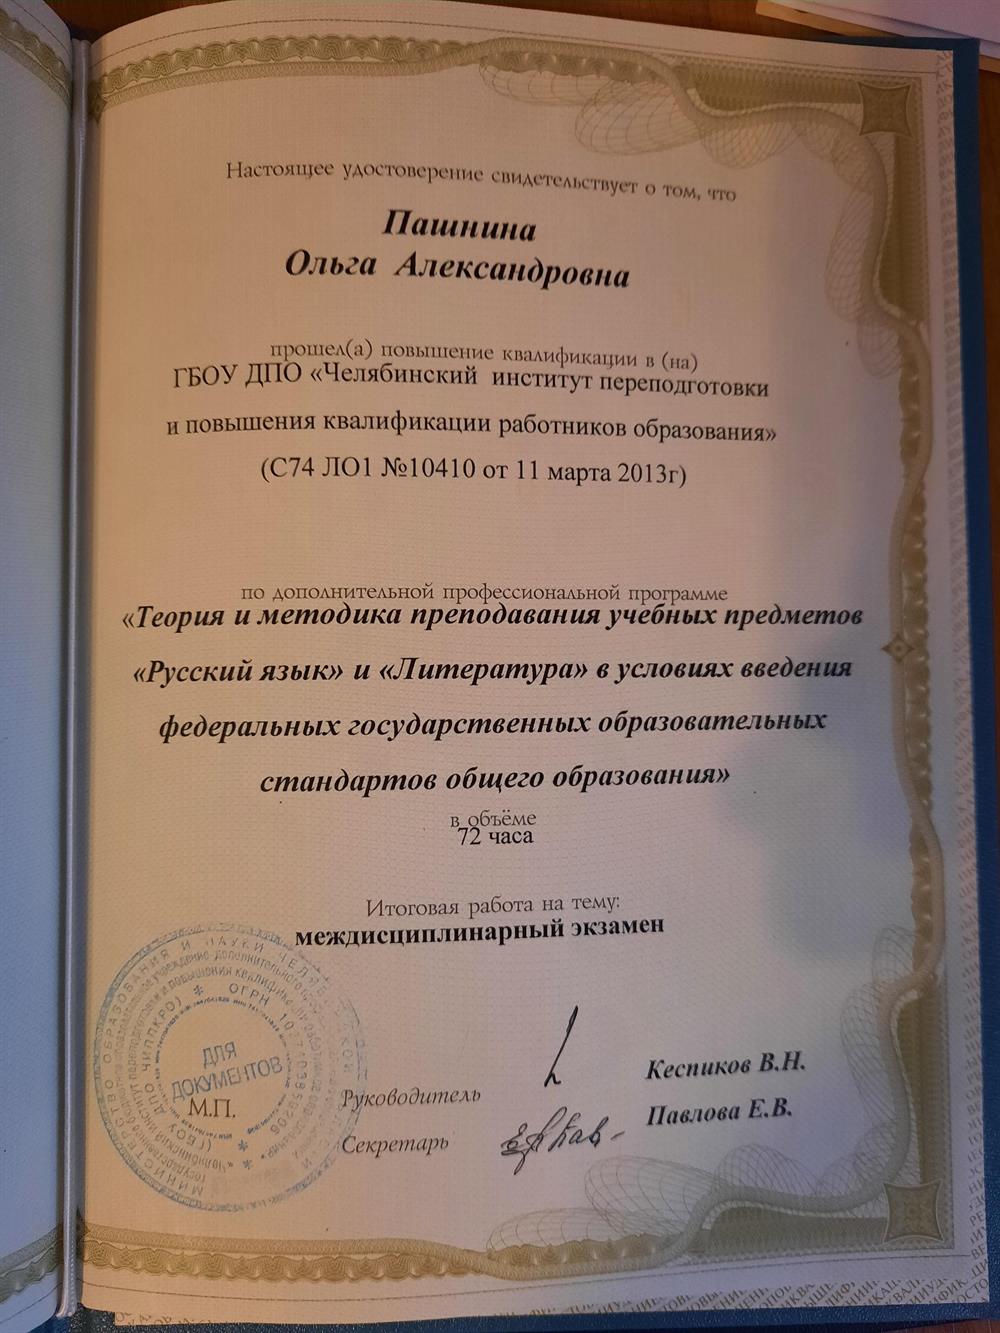 Настоящее удостоверение свидетельствует о том, что
Пашнина
Ольга Александровна
прошел(а) повышение квалификации в (на)
ГБОУ ДПО «Челябинский институт переподготовки
и повышения квалификации работников образования»
(С74 ЛО1 №10410 от 11 марта 2013г)
по дополнительной профессиональной программе
«Теория и методика преподавания учебных предметов
«Русский язык» и «Литература» в условиях введения
федеральных государственных образовательных
стандартов общего образования»
в объёме
72 часа
Итоговая работа на тему:
междисциплинарный экзамен
ДЛЯ
ДОКУМЕНТОВ
М.П.
Руководитель
Кеспиков В.Н.
Секретарь
Павлова Е.В.